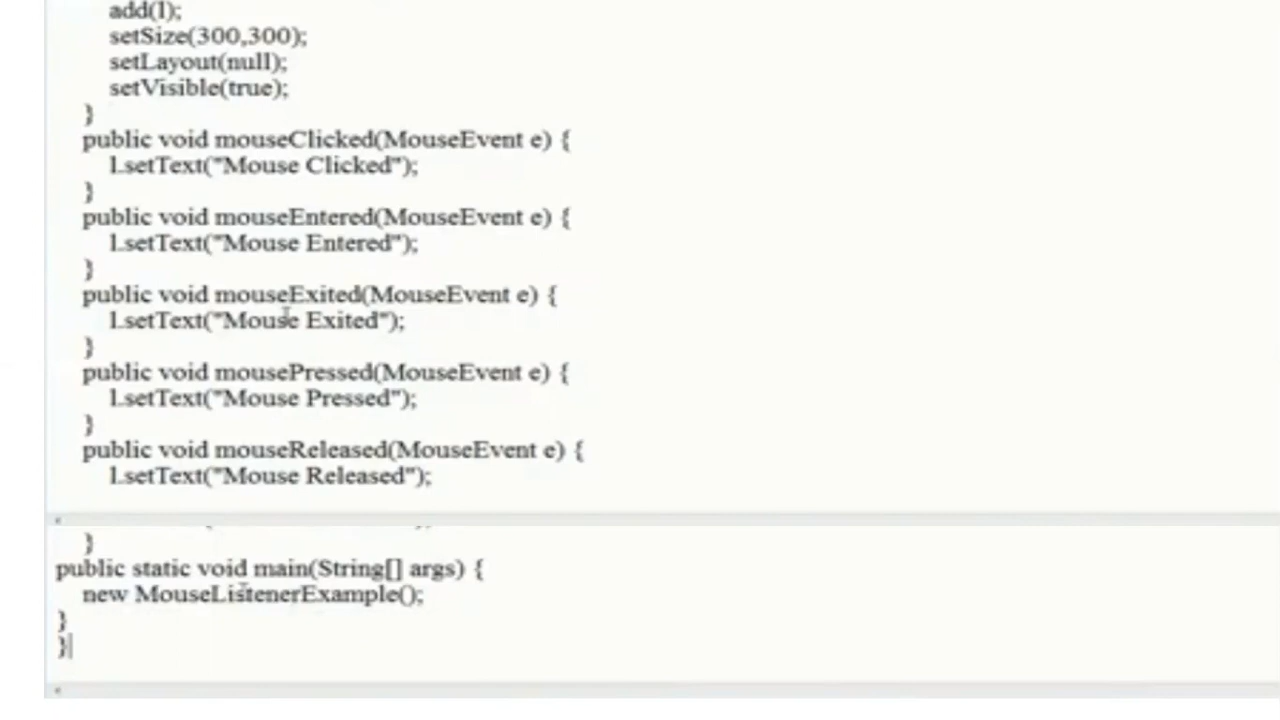 add(l);
setSize(300,300);
setLayout(null);
setVisible(true);
}
public void mouseClicked(MouseEvent e) {
l.setText("Mouse Clicked");
}
public void mouseEntered(MouseEvent e) {
l.setText("Mouse Entered");
}
public void mouseExited(MouseEvent e) {
l.setText("Mouse Exited");
}
public void mousePressed(MouseEvent e) {
l.setText("Mouse Pressed");
}
public void mouseReleased(MouseEvent e) {
l.setText("Mouse Released");
}
public static void main(String[] args) {
new MouseListenerExample();
}
}